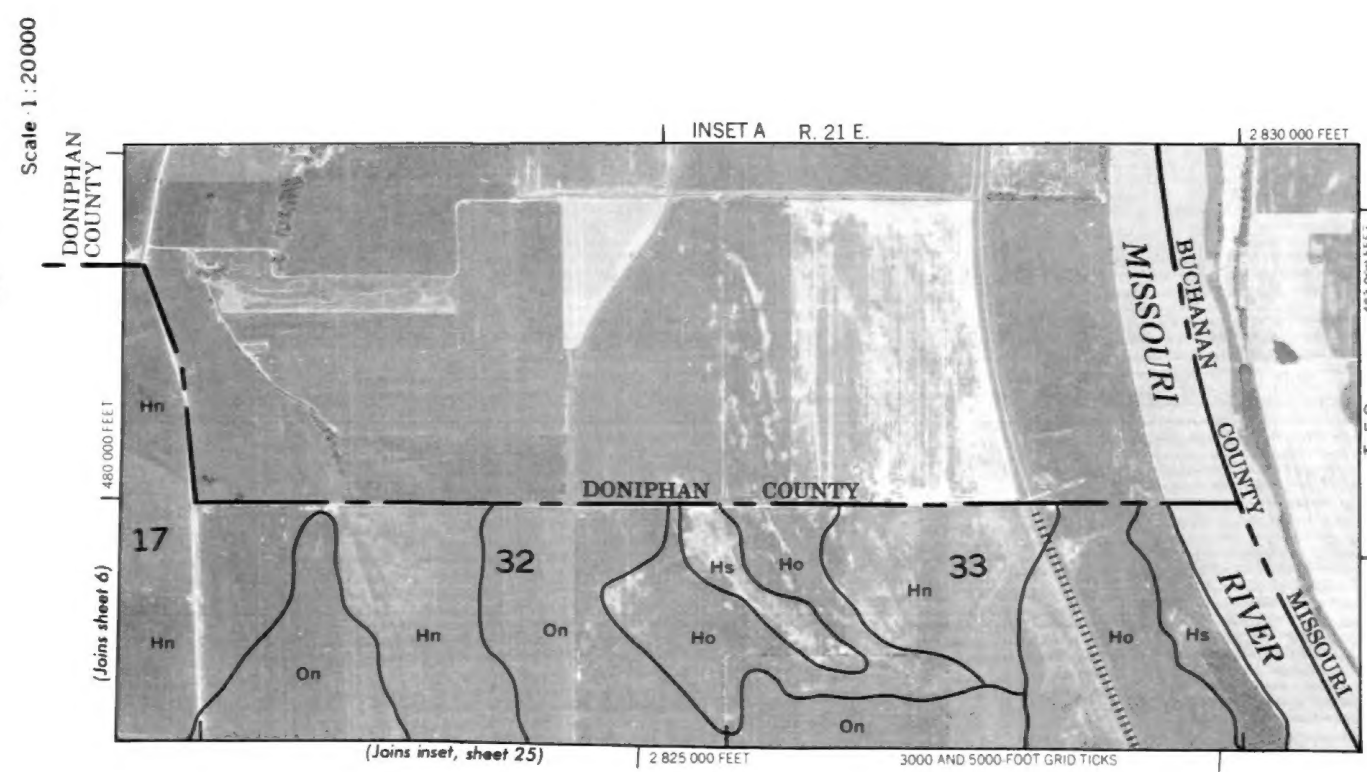 Scale · 1:20000
INSET A R. 21 E.
2 830 000 FEET
DONIPHAN
COUNTY
BUCHANAN COUNTY
MISSOURI RIVER
MISSOURI
Hn
480 000 FEET
DONIPHAN COUNTY
17
32
33
Hs
Ho
Hn
Hn
Hn
On
Ho
Ho
Hs
On
On
(Joins sheet 6)
(Joins inset, sheet 25)
2 825 000 FEET
3000 AND 5000-FOOT GRID TICKS